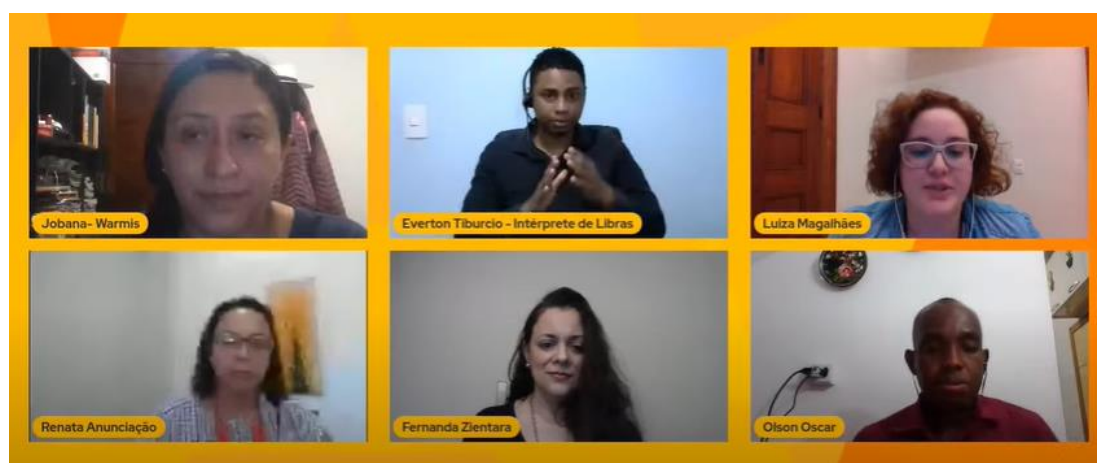 Jobana- Warmis
Everton Tiburcio - Intérprete de Libras
Luiza Magalhães
Renata Anunciação
Fernanda Zientara
Olson Oscar